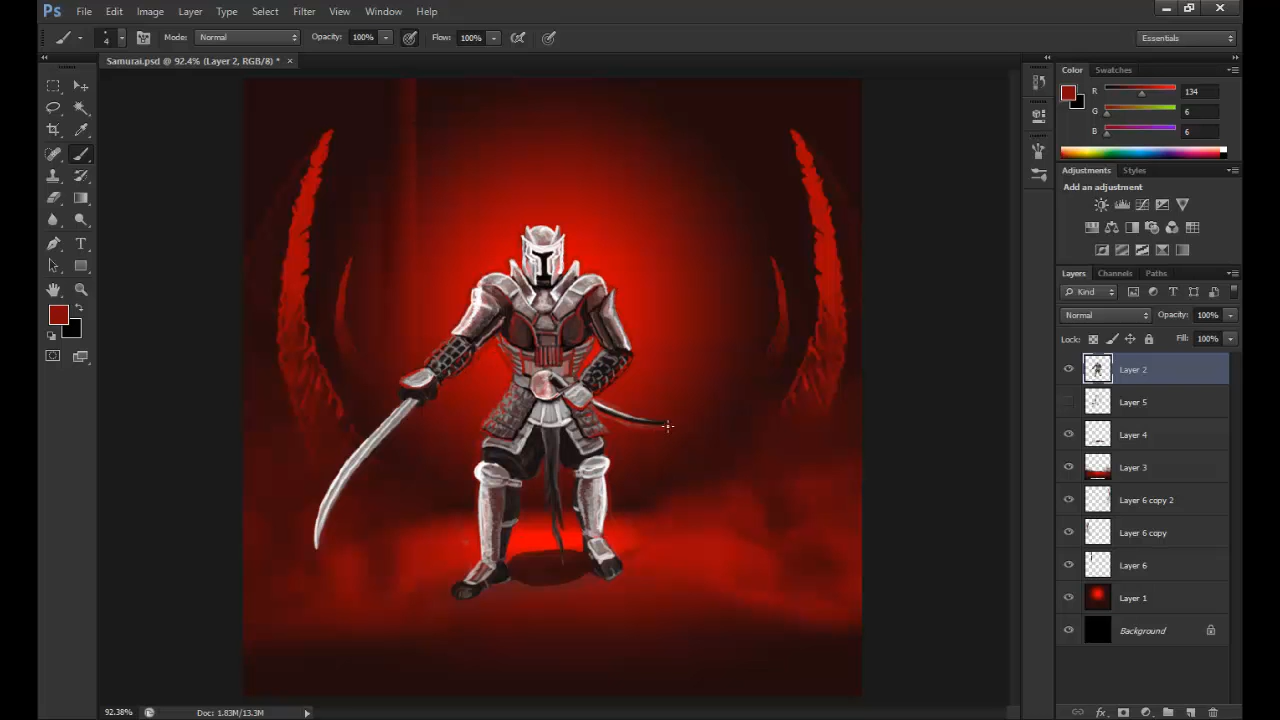 Ps File Edit Image Layer Type Select Filter View Window Help
4 Mode: Normal Opacity: 100% Flow: 100% Essentials
Samurai.psd @ 92.4% (Layer 2, RGB/8) * ×
Color Swatches
R 134
G 6
B 6
Adjustments Styles
Add an adjustment
Layers Channels Paths
Kind
Normal Opacity: 100%
Lock: Fill: 100%
Layer 2
Layer 5
Layer 4
Layer 3
Layer 6 copy 2
Layer 6 copy
Layer 6
Layer 1
Background
92.38% Doc: 1.83M/13.3M